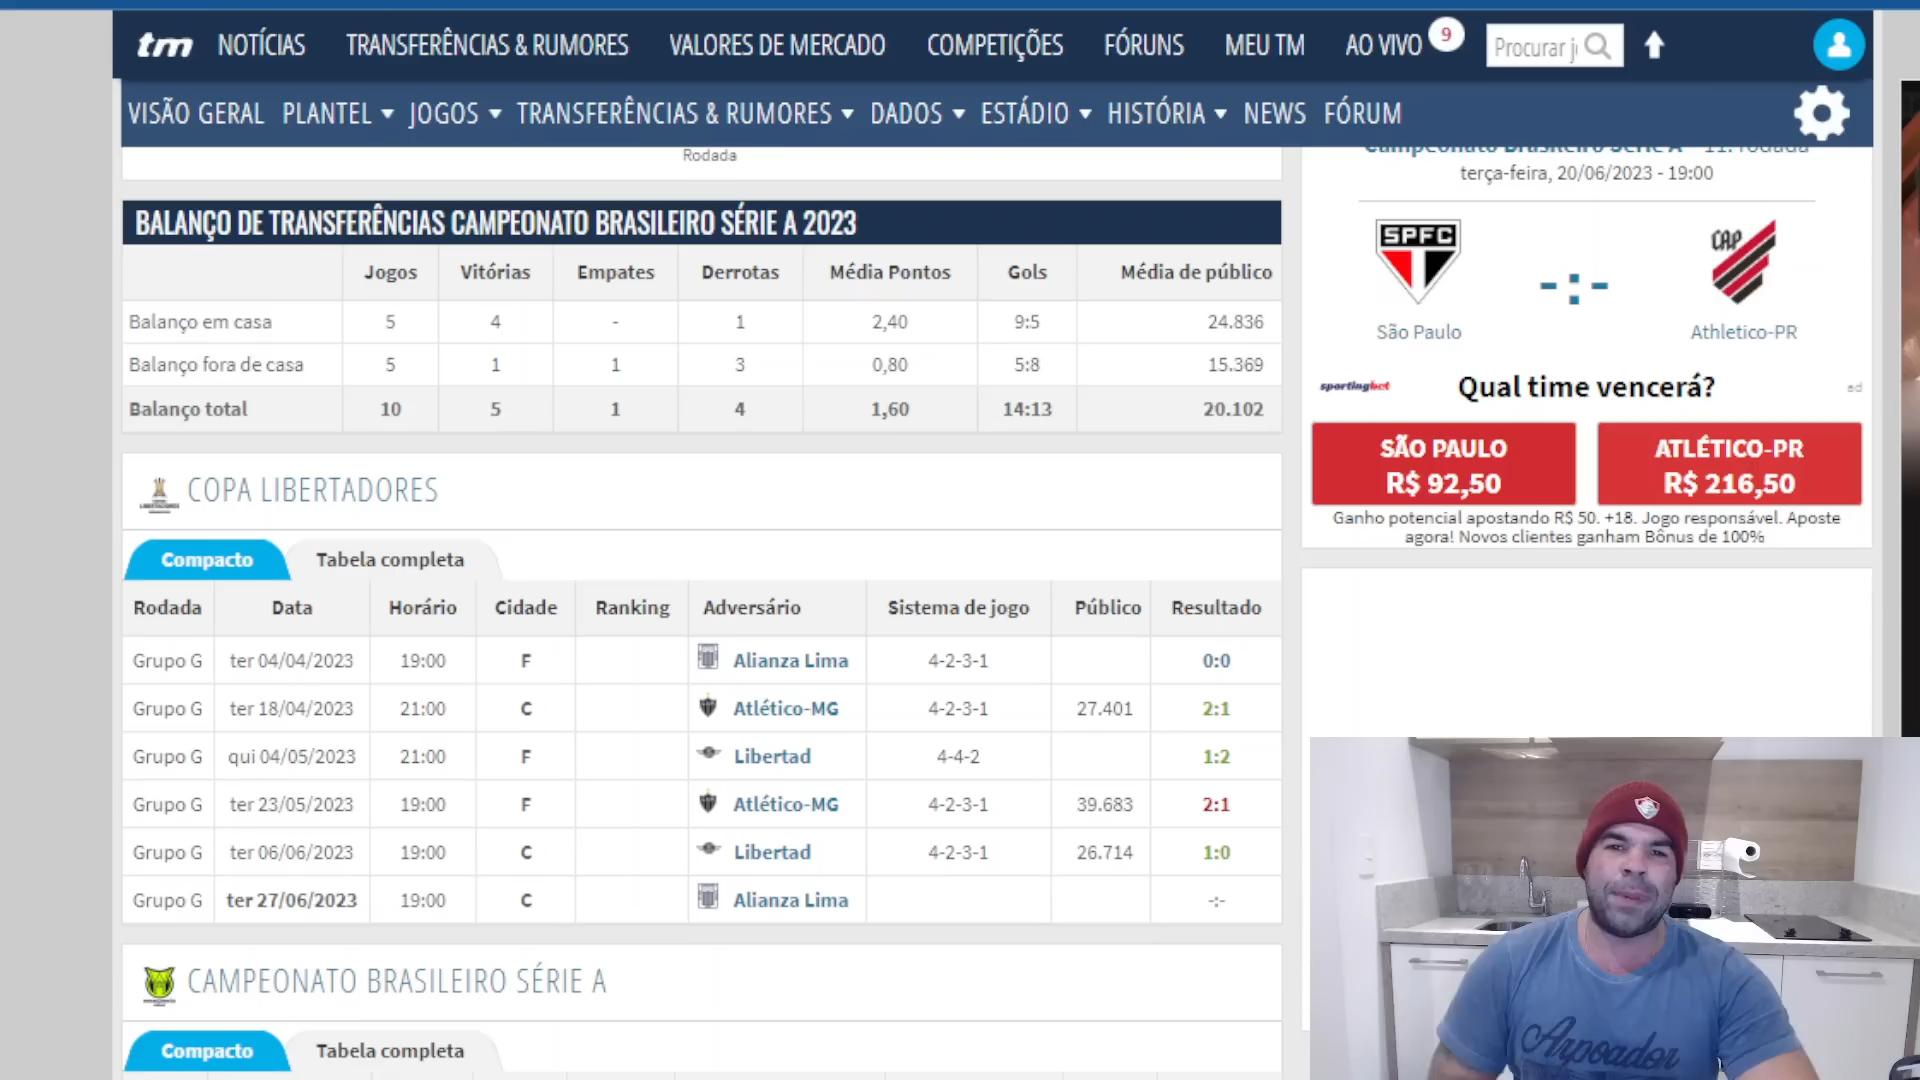 tm NOTÍCIAS TRANSFERÊNCIAS & RUMORES VALORES DE MERCADO COMPETIÇÕES FÓRUNS MEU TM AO VIVO 9 Procurar j
VISÃO GERAL PLANTEL JOGOS TRANSFERÊNCIAS & RUMORES DADOS ESTÁDIO HISTÓRIA NEWS FÓRUM
Rodada
BALANÇO DE TRANSFERÊNCIAS CAMPEONATO BRASILEIRO SÉRIE A 2023
Jogos Vitórias Empates Derrotas Média Pontos Gols Média de público
Balanço em casa 5 4 - 1 2,40 9:5 24.836
Balanço fora de casa 5 1 1 3 0,80 5:8 15.369
Balanço total 10 5 1 4 1,60 14:13 20.102
COPA LIBERTADORES
Compacto Tabela completa
Rodada Data Horário Cidade Ranking Adversário Sistema de jogo Público Resultado
Grupo G ter 04/04/2023 19:00 F Alianza Lima 4-2-3-1 0:0
Grupo G ter 18/04/2023 21:00 C Atlético-MG 4-2-3-1 27.401 2:1
Grupo G qui 04/05/2023 21:00 F Libertad 4-4-2 1:2
Grupo G ter 23/05/2023 19:00 F Atlético-MG 4-2-3-1 39.683 2:1
Grupo G ter 06/06/2023 19:00 C Libertad 4-2-3-1 26.714 1:0
Grupo G ter 27/06/2023 19:00 C Alianza Lima -:-
CAMPEONATO BRASILEIRO SÉRIE A
Compacto Tabela completa
Campeonato Brasileiro Série A - 11. rodada
terça-feira, 20/06/2023 - 19:00
SPFC CAP
-:-
São Paulo Athletico-PR
sportingbet Qual time vencerá? ad
SÃO PAULO ATLÉTICO-PR
R$ 92,50 R$ 216,50
Ganho potencial apostando R$ 50. +18. Jogo responsável. Aposte
agora! Novos clientes ganham Bônus de 100%
Arpoador